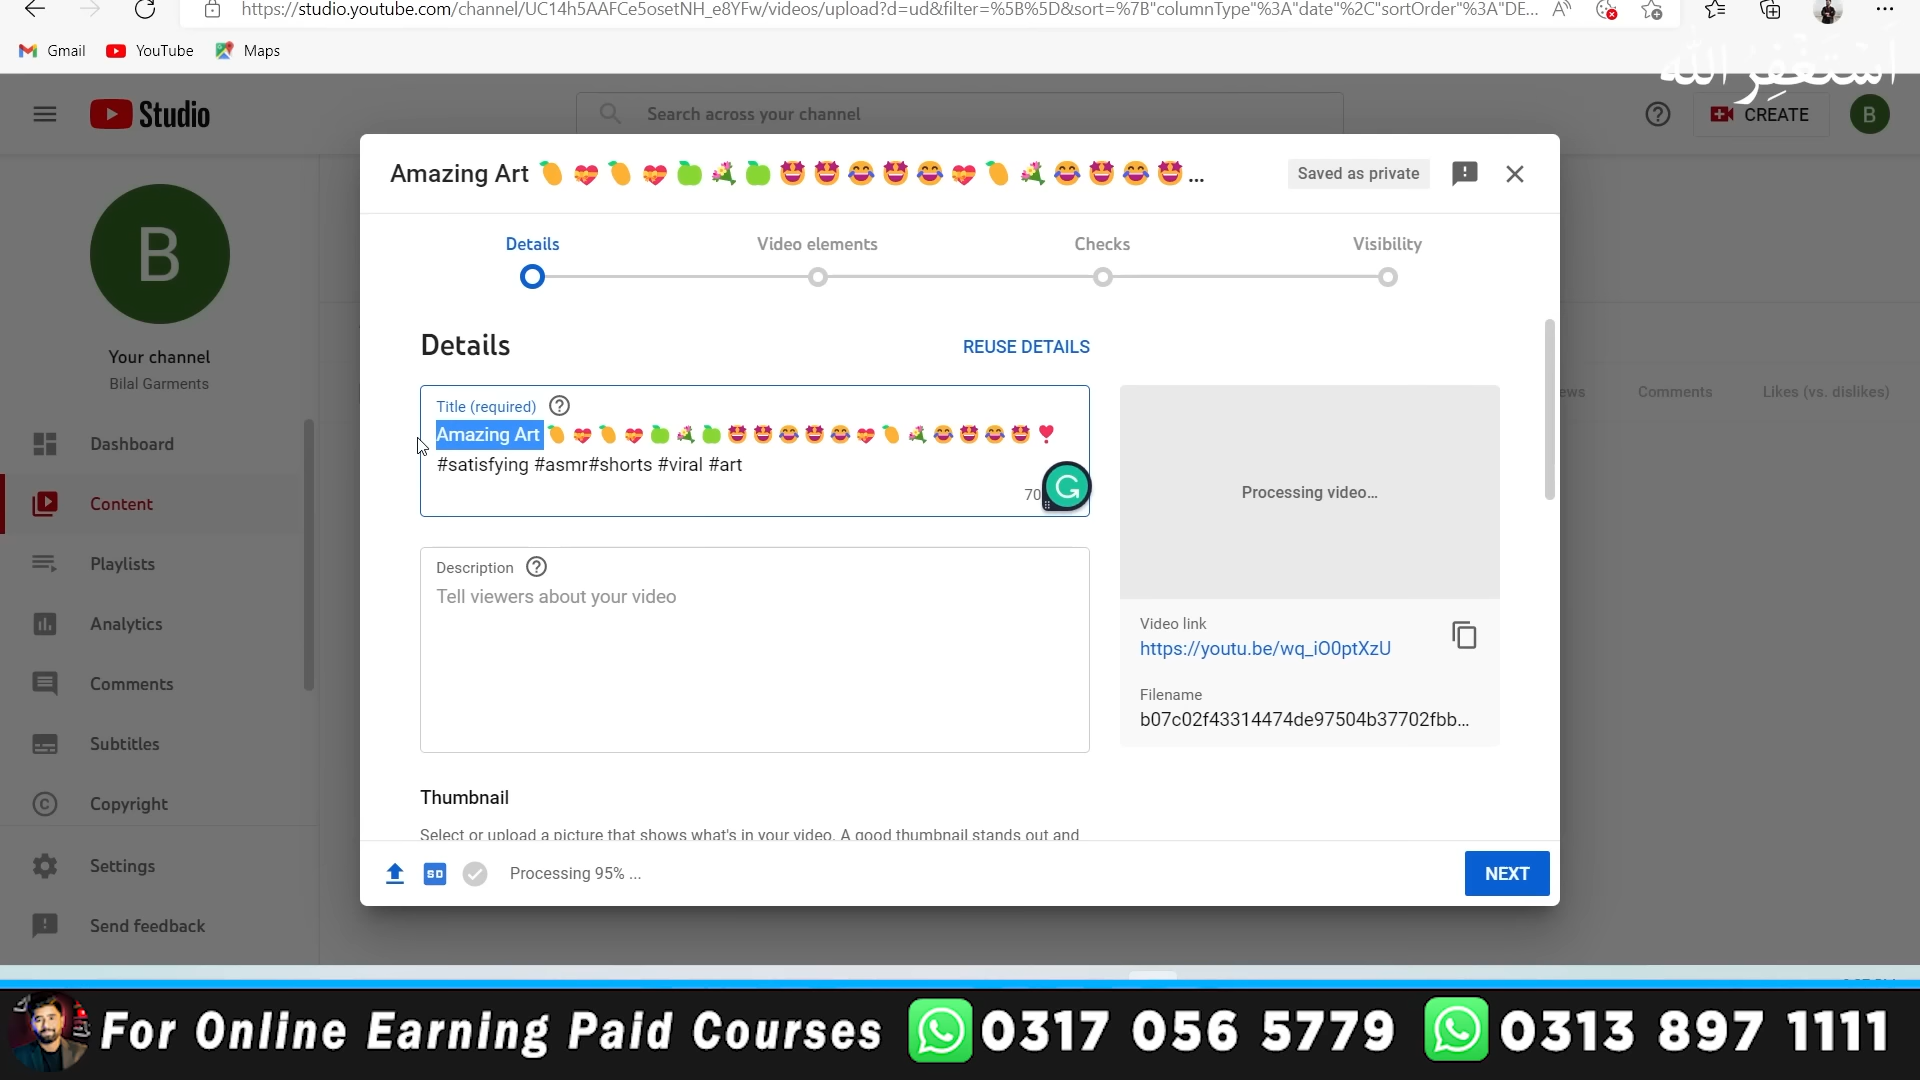 https://studio.youtube.com/channel/UC14h5AAFCe5osetNH_e8YFw/videos/upload?d=ud&filter=%5B%5D&sort=%7B"columnType"%3A"date"%2C"sortOrder"%3A"DE...
Gmail YouTube Maps
أَسْتَغْفِرُ الله
Studio
Search across your channel
CREATE
B
Amazing Art 🥭 💝 🥭 💝 🍏 💐 🍏 🤩 🤩 😂 🤩 😂 💝 🥭 💐 😂 🤩 😂 🤩 ...
Saved as private
B
Your channel
Bilal Garments
Dashboard
Content
Playlists
Analytics
Comments
Subtitles
Copyright
Settings
Send feedback
Details
Video elements
Checks
Visibility
Details
REUSE DETAILS
Title (required)
Amazing Art 🥭 💝 🥭 💝 🍏 💐 🍏 🤩 🤩 😂 🤩 😂 💝 🥭 💐 😂 🤩 😂 🤩 ❣️
#satisfying #asmr#shorts #viral #art
70
Description
Tell viewers about your video
Processing video...
Video link
https://youtu.be/wq_iO0ptXzU
Filename
b07c02f43314474de97504b37702fbb...
Thumbnail
Select or upload a picture that shows what's in your video. A good thumbnail stands out and
Comments
Likes (vs. dislikes)
SD
Processing 95% ...
NEXT
For Online Earning Paid Courses 0317 056 5779 0313 897 1111